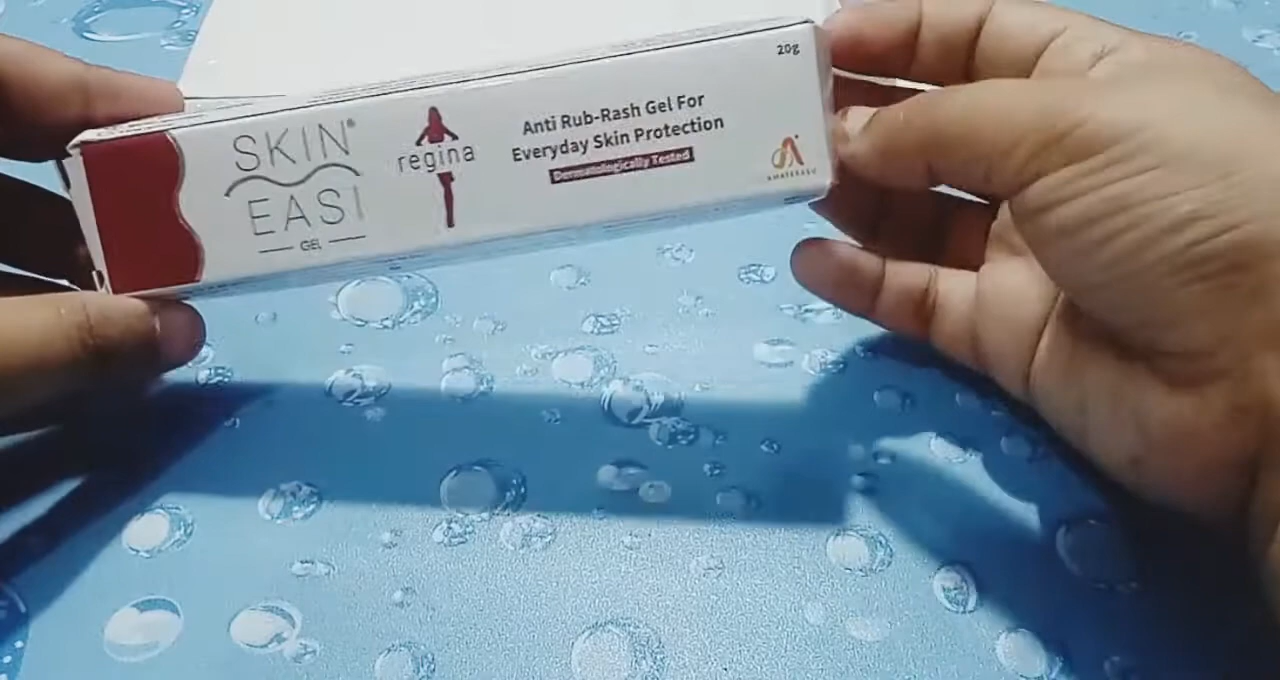 SKIN®
EASI
GEL
regina
Anti Rub-Rash Gel For
Everyday Skin Protection
Dermatologically Tested
20g